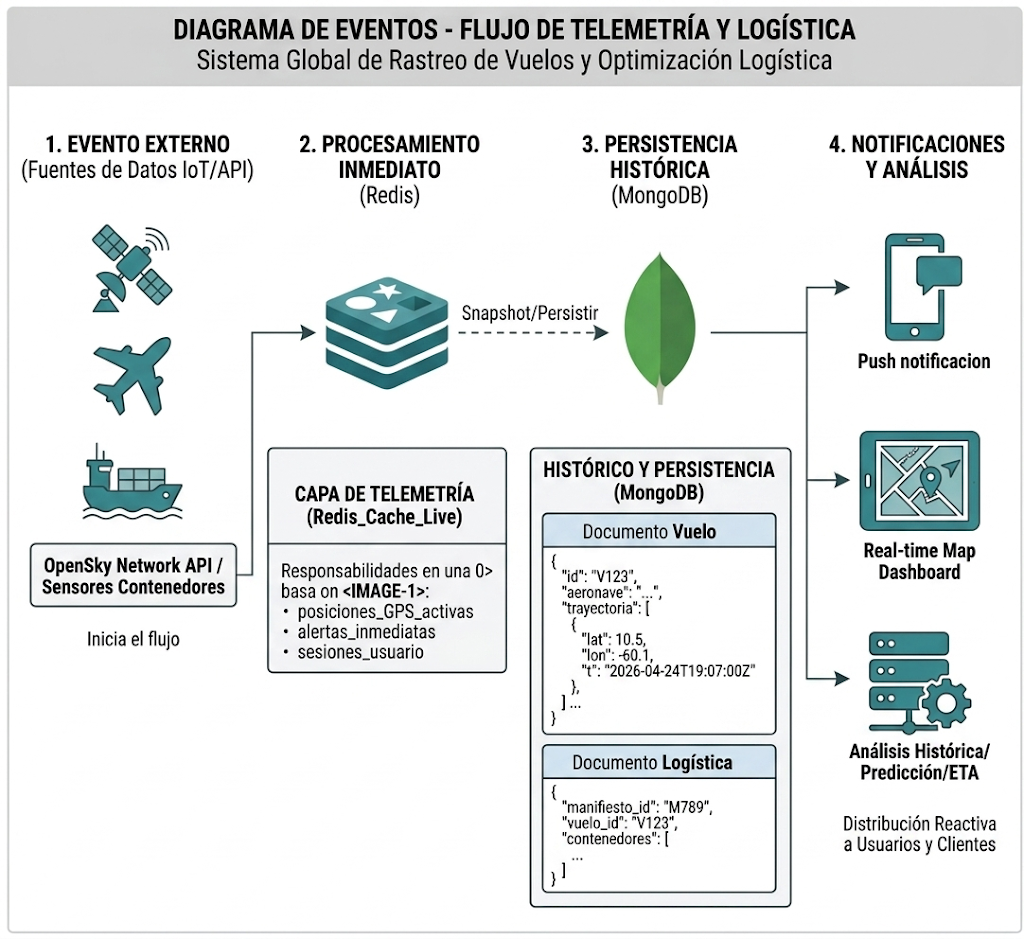 DIAGRAMA DE EVENTOS - FLUJO DE TELEMETRÍA Y LOGÍSTICA
Sistema Global de Rastreo de Vuelos y Optimización Logística
1. EVENTO EXTERNO
(Fuentes de Datos IoT/API)
OpenSky Network API /
Sensores Contenedores
Inicia el flujo
2. PROCESAMIENTO
INMEDIATO
(Redis)
Snapshot/Persistir
CAPA DE TELEMETRÍA
(Redis_Cache_Live)
Responsabilidades en una 0>
basa on <IMAGE-1>:
• posiciones_GPS_activas
• alertas_inmediatas
• sesiones_usuario
3. PERSISTENCIA
HISTÓRICA
(MongoDB)
HISTÓRICO Y PERSISTENCIA
(MongoDB)
Documento Vuelo
{
"id": "V123",
"aeronave": "...",
"trayectoria": [
{
"lat": 10.5,
"lon": -60.1,
"t": "2026-04-24T19:07:00Z"
},
] ...
}
Documento Logística
{
"manifiesto_id": "M789",
"vuelo_id": "V123",
"contenedores": [
...
]
}
4. NOTIFICACIONES
Y ANÁLISIS
Push notificacion
Real-time Map
Dashboard
Análisis Histórica/
Predicción/ETA
Distribución Reactiva
a Usuarios y Clientes